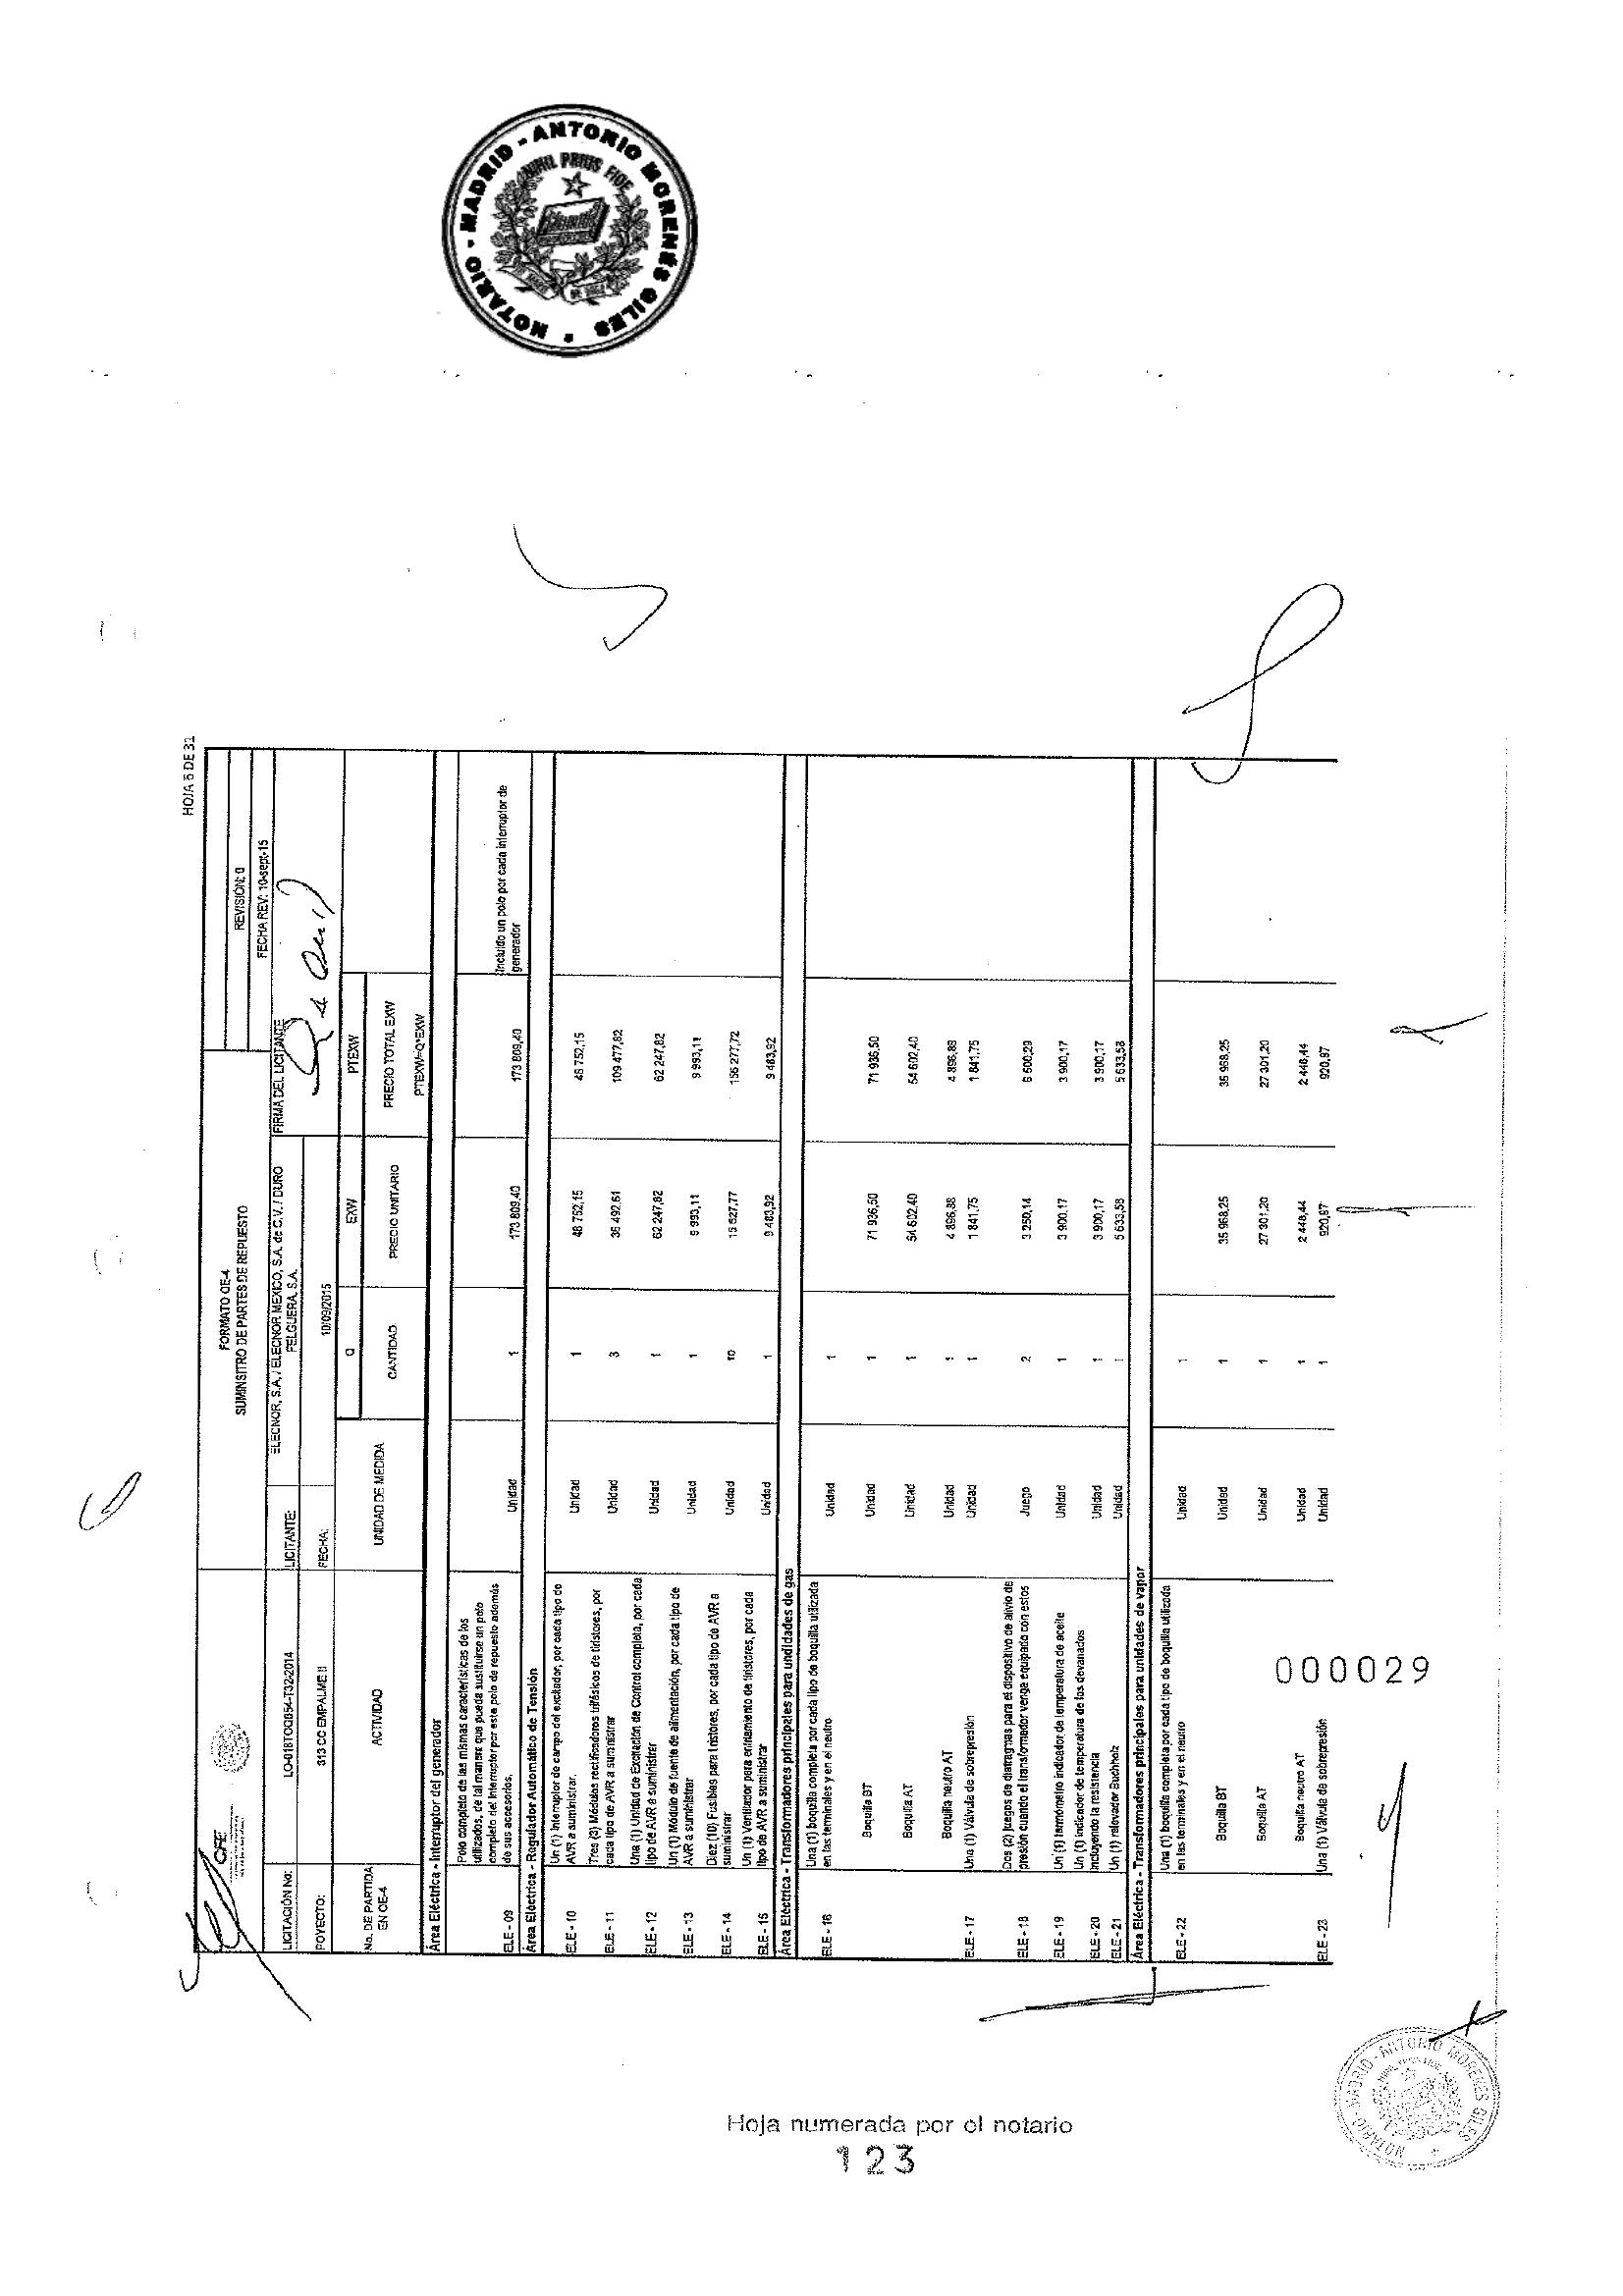 NOTARIO - MADRID - ANTONIO MORENÉS GILES
NIHIL PRIUS FIDE
HOJA 6 DE 31
FORMATO OE-4
SUMINSITRO DE PARTES DE REPUESTO
REVISIÓN: 0
FECHA REV: 10-sept-15
CFE
LICITACIÓN No:
LO-018TOQ054-T32-2014
LICITANTE:
ELECNOR, S.A. / ELECNOR MEXICO, S.A. de C.V. / DURO
FELGUERA, S.A.
FIRMA DEL LICITANTE
POYECTO:
313 CC EMPALME II
FECHA:
10/09/2015
No. DE PARTIDA
EN OE-4
ACTIVIDAD
UNIDAD DE MEDIDA
Q
CANTIDAD
EXW
PRECIO UNITARIO
PTEXW
PRECIO TOTAL EXW
PTEXW=Q*EXW
Área Eléctrica - Interruptor del generador
Polo completo de las mismas características de los
utilizados, de tal manera que pueda sustituirse un polo
completo del interruptor por este polo de repuesto además
de sus accesorios.
ELE - 09 Unidad 1 173 809,40 173 809,40
Incluido un polo por cada interruptor de
generador
Área Eléctrica - Regulador Automático de Tensión
Un (1) Interruptor de campo del excitador, por cada tipo de
AVR a suministrar.
ELE - 10 Unidad 1 48 752,15 48 752,15
Tres (3) Módulos rectificadores trifásicos de tiristores, por
cada tipo de AVR a suministrar
ELE - 11 Unidad 3 36 492,61 109 477,82
Una (1) Unidad de Excitación de Control completa, por cada
tipo de AVR a suministrar
ELE - 12 Unidad 1 62 247,82 62 247,82
Un (1) Módulo de fuente de alimentación, por cada tipo de
AVR a suministrar
ELE - 13 Unidad 1 9 993,11 9 993,11
Diez (10) Fusibles para tristores, por cada tipo de AVR a
suministrar
ELE - 14 Unidad 10 15 627,77 156 277,72
Un (1) Ventilador para enfriamiento de tiristores, por cada
tipo de AVR a suministrar
ELE - 15 Unidad 1 9 483,92 9 483,92
Área Eléctrica - Transformadores principales para undidades de gas
Una (1) boquilla completa por cada tipo de boquilla utilizada
en las terminales y en el neutro
ELE - 16 Unidad 1
Boquilla BT Unidad 1 71 936,50 71 936,50
Boquilla AT Unidad 1 54 602,40 54 602,40
Boquilla neutro AT Unidad 1 4 896,88 4 896,88
ELE - 17 Una (1) Válvula de sobrepresión Unidad 1 1 841,75 1 841,75
Dos (2) juegos de diafragmas para el dispositivo de alivio de
presión cuando el transformador venga equipado con estos
ELE - 18 Juego 2 3 250,14 6 500,29
ELE - 19 Un (1) termómetro indicador de temperatura de aceite Unidad 1 3 900,17 3 900,17
Un (1) indicador de temperatura de los devanados
incluyendo la resistencia
ELE - 20 Unidad 1 3 900,17 3 900,17
ELE - 21 Un (1) relevador Buchholz Unidad 1 5 633,58 5 633,58
Área Eléctrica - Transformadores principales para unidades de vapor
Una (1) boquilla completa por cada tipo de boquilla utilizada
en las terminales y en el neutro
ELE - 22 Unidad 1
Boquilla BT Unidad 1 35 968,25 35 968,25
Boquilla AT Unidad 1 27 301,20 27 301,20
Boquilla neutro AT Unidad 1 2 448,44 2 448,44
ELE - 23 Una (1) Válvula de sobrepresión Unidad 1 920,87 920,87
000029
NOTARIO - MADRID - ANTONIO MORENES GILES
Hoja numerada por el notario
123